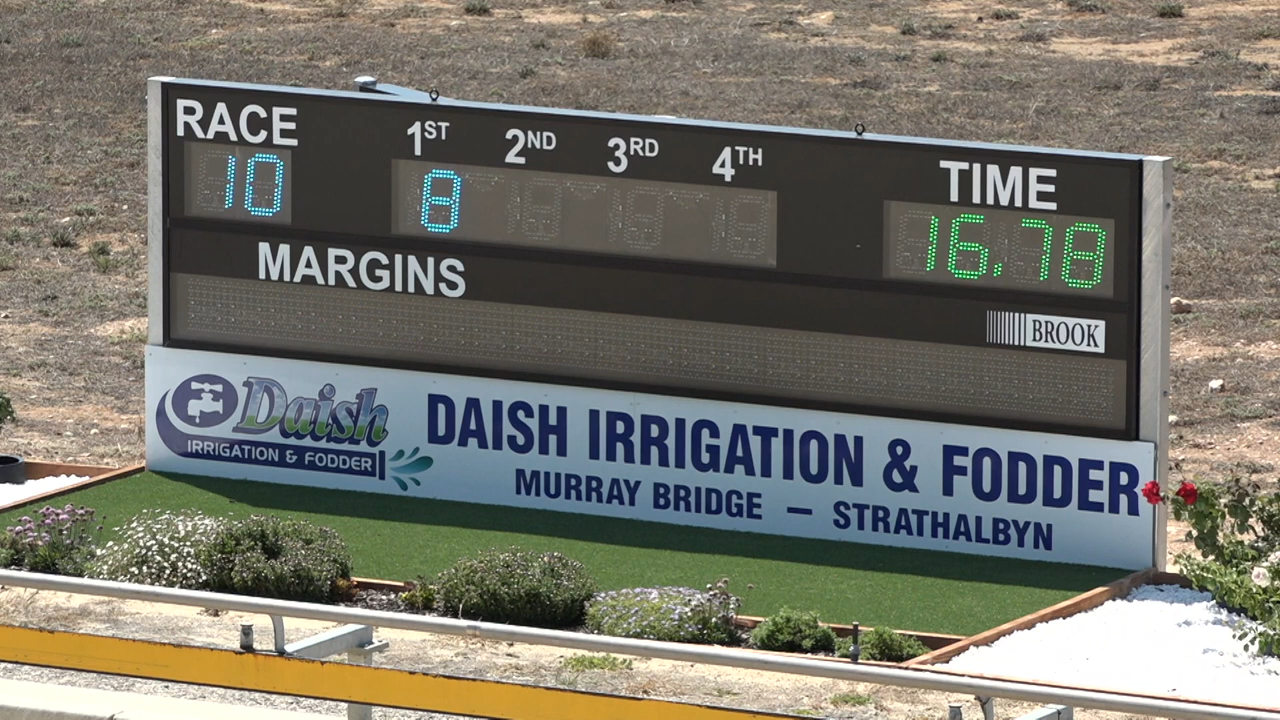 RACE 1ST 2ND 3RD 4TH TIME
10 8 16.78
MARGINS
BROOK
Daish
IRRIGATION & FODDER
DAISH IRRIGATION & FODDER
MURRAY BRIDGE – STRATHALBYN